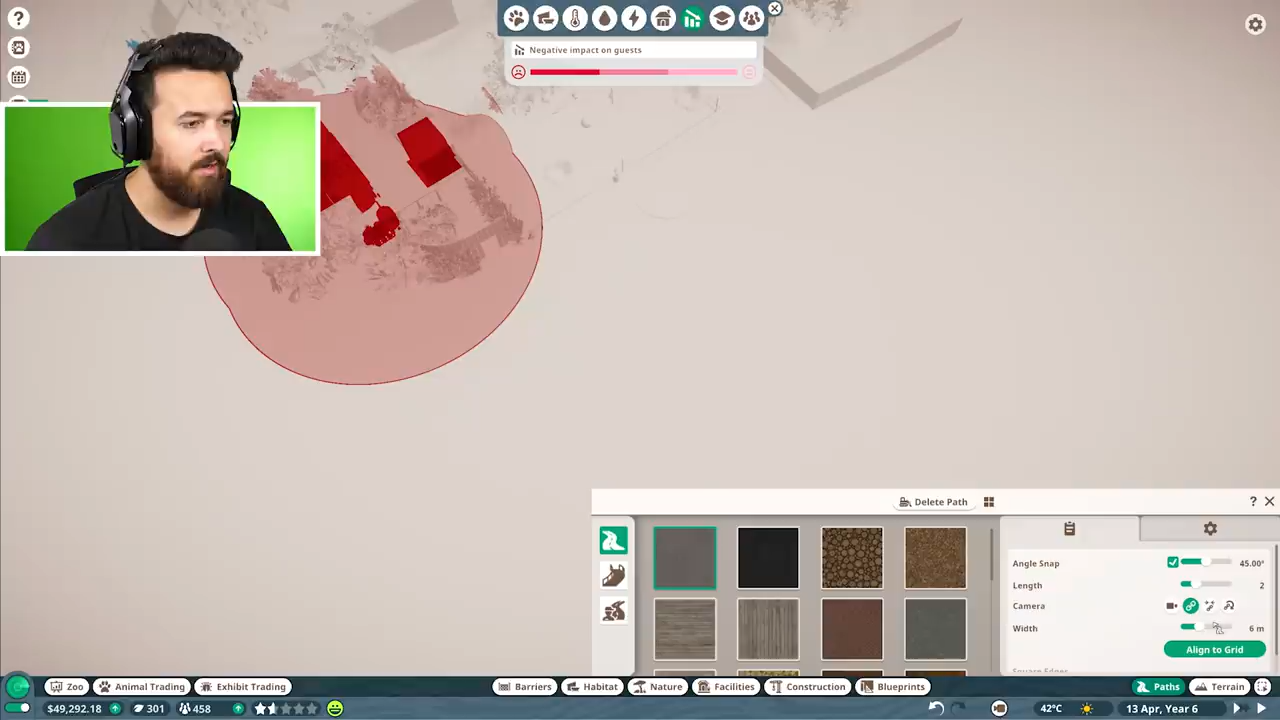 ?
Negative impact on guests
Delete Path
?
Angle Snap
45.00°
Length
2
Camera
Width
6 m
Align to Grid
Square Edges
Zoo
Animal Trading
Exhibit Trading
Barriers
Habitat
Nature
Facilities
Construction
Blueprints
Paths
Terrain
$49,292.18
301
458
42°C
13 Apr, Year 6